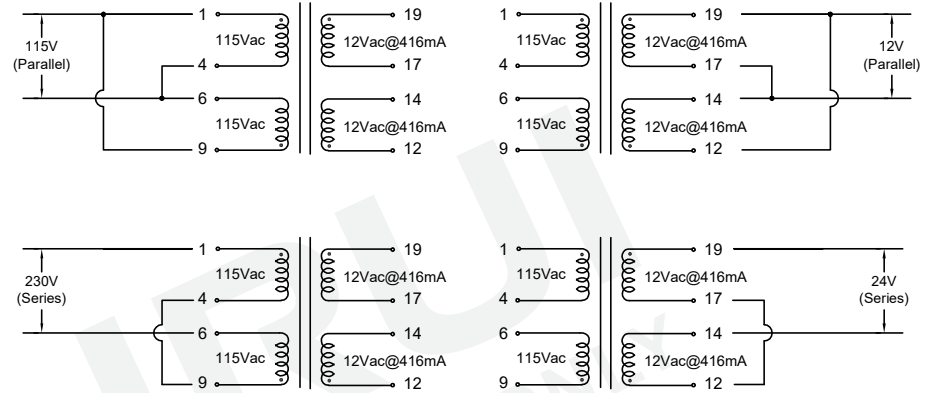 1 19 1 19
115V (Parallel) 115Vac 12Vac@416mA 115Vac 12Vac@416mA 12V (Parallel)
4 17 4 17
6 14 6 14
115Vac 12Vac@416mA 115Vac 12Vac@416mA
9 12 9 12
1 19 1 19
230V (Series) 115Vac 12Vac@416mA 115Vac 12Vac@416mA 24V (Series)
4 17 4 17
6 14 6 14
115Vac 12Vac@416mA 115Vac 12Vac@416mA
9 12 9 12